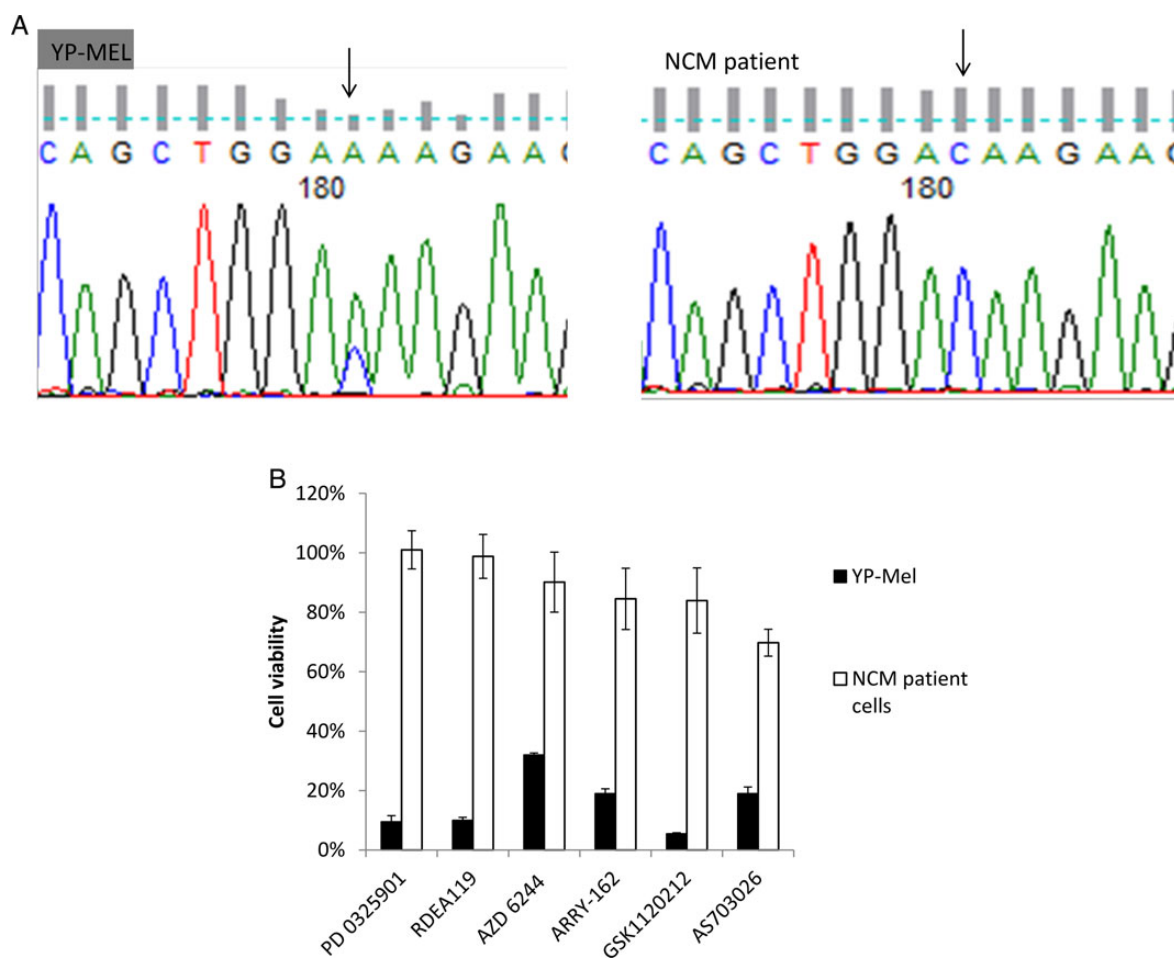 A
YP-MEL
NCM patient
C A G C T G G A A A A G A A
180
C A G C T G G A C A A G A A
180
B
120%
100%
80%
60%
40%
20%
0%
Cell viability
YP-Mel
NCM patient
cells
PD 0325901
RDEA119
AZD 6244
ARRY-162
GSK1120212
AS703026